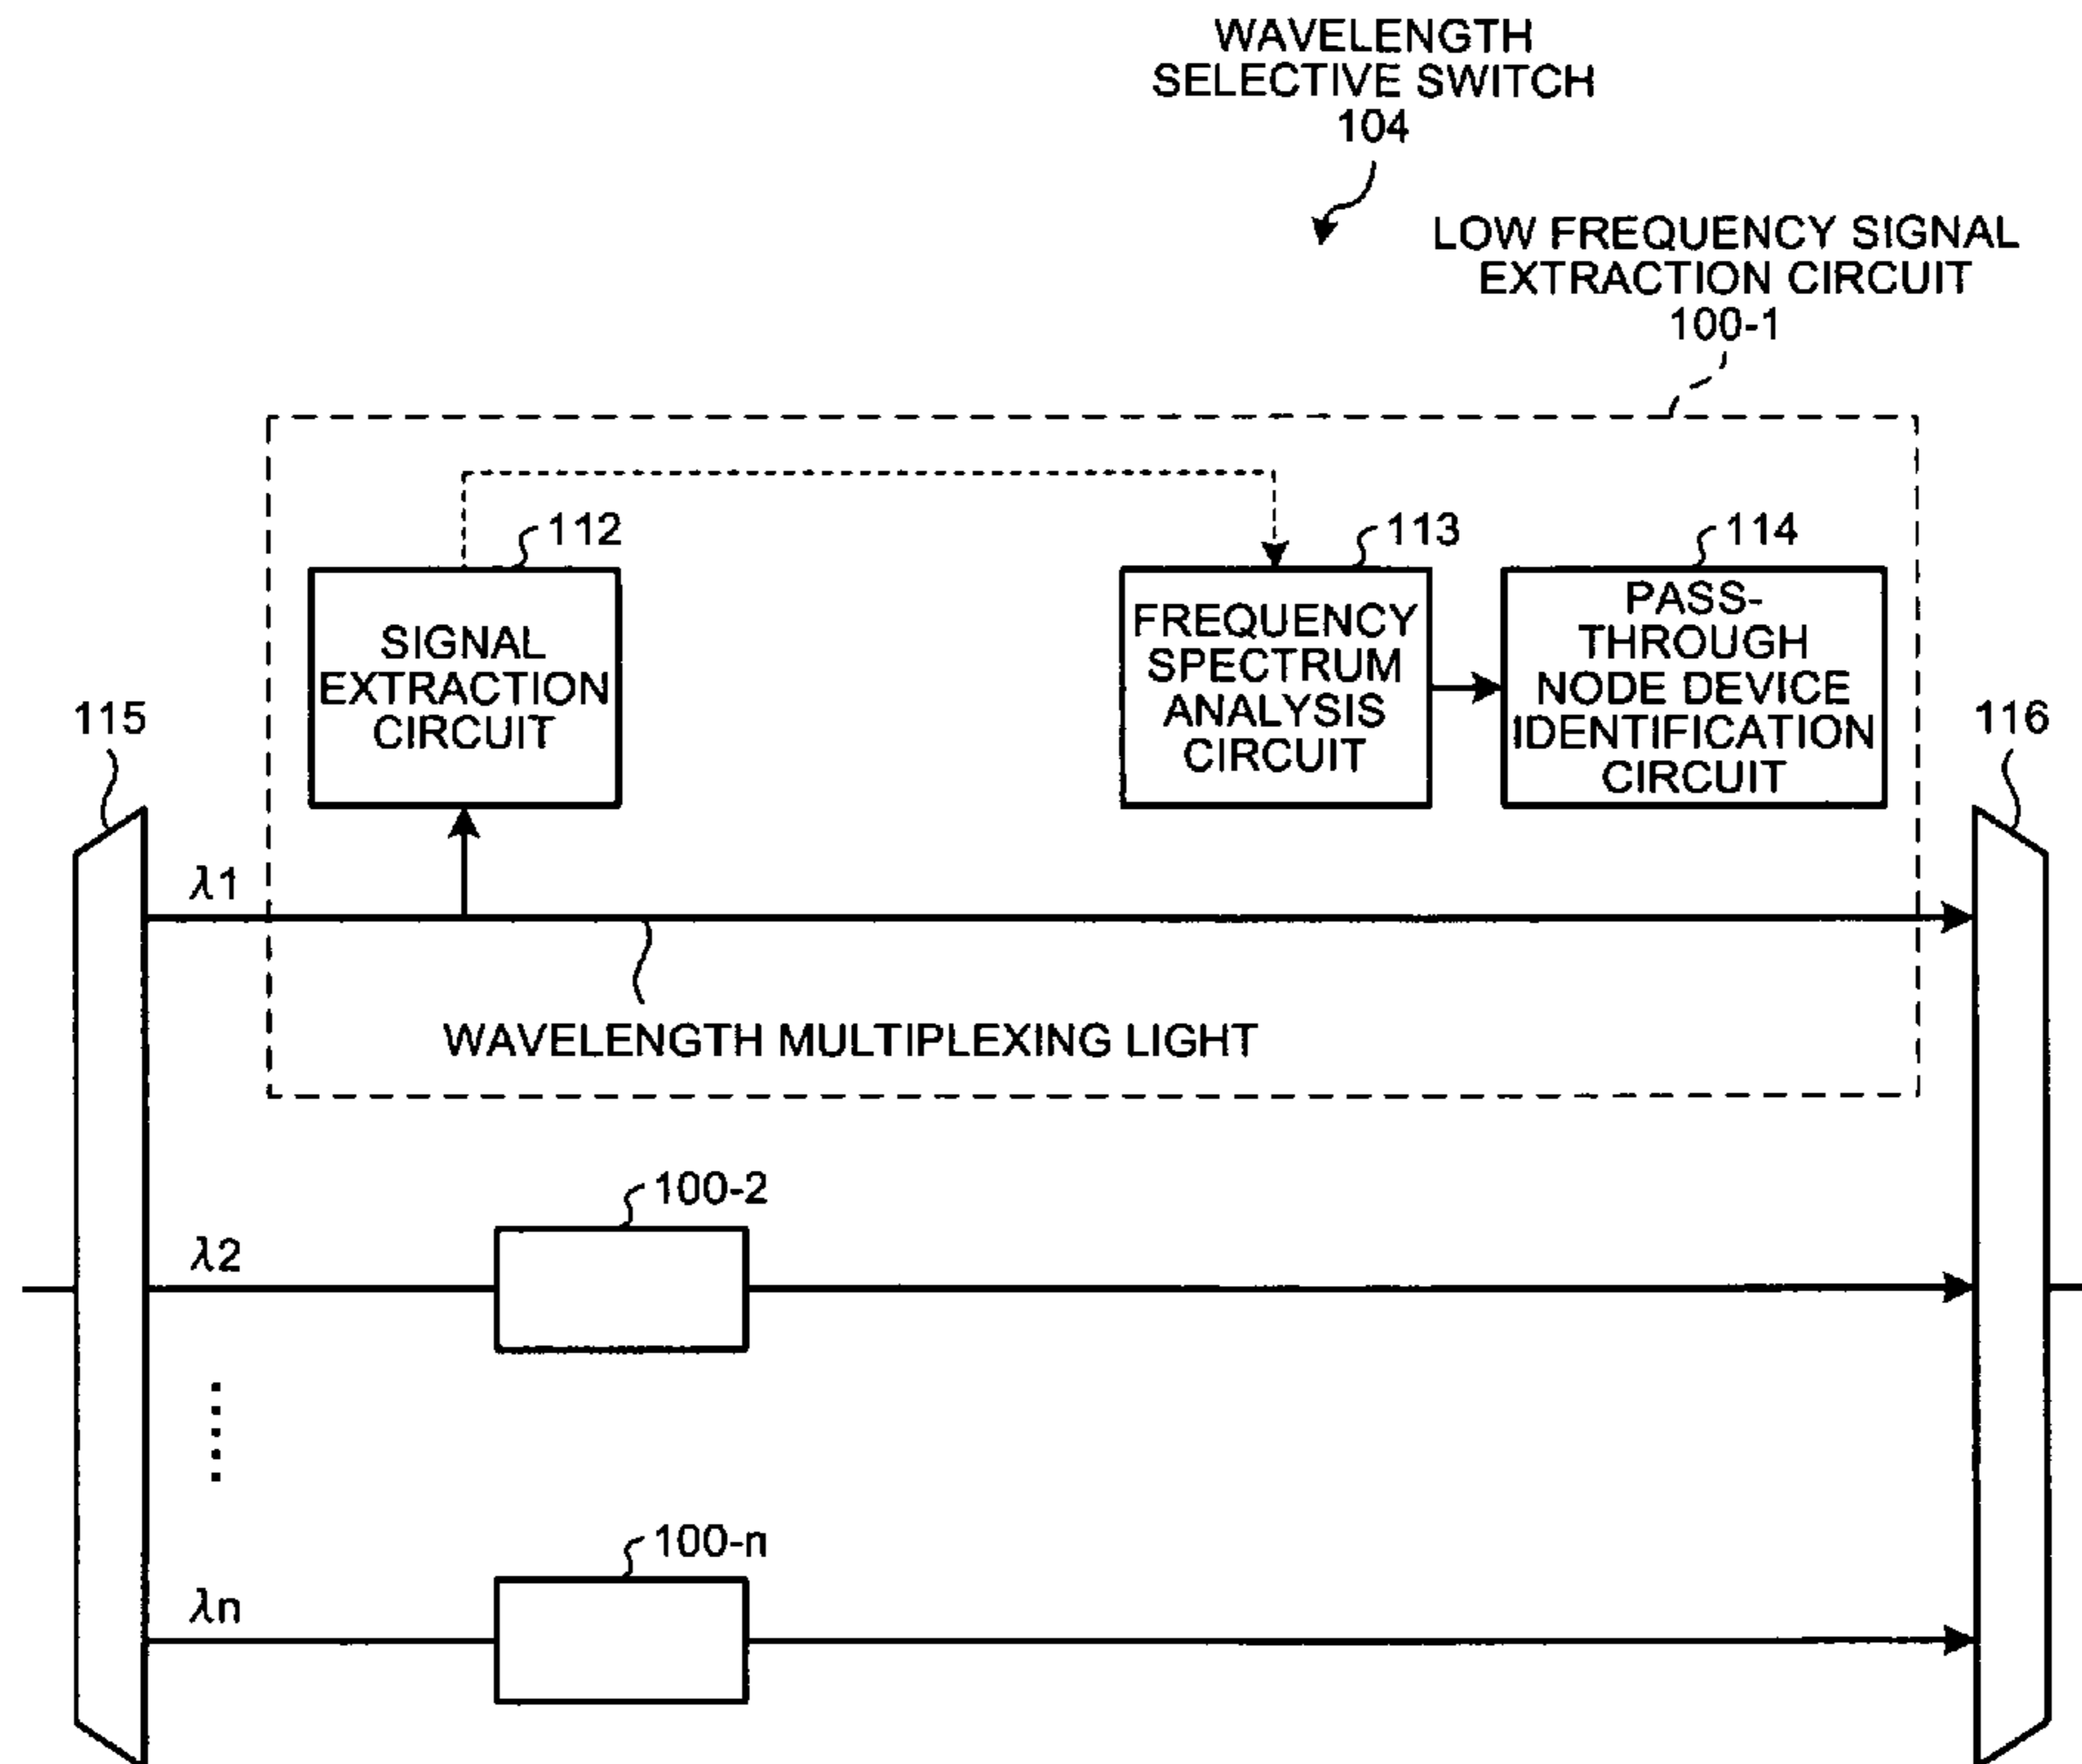 WAVELENGTH
SELECTIVE SWITCH
104
LOW FREQUENCY SIGNAL
EXTRACTION CIRCUIT
100-1
112
113
114
SIGNAL
EXTRACTION
CIRCUIT
FREQUENCY
SPECTRUM
ANALYSIS
CIRCUIT
PASS-
THROUGH
NODE DEVICE
IDENTIFICATION
CIRCUIT
115
116
λ1
WAVELENGTH MULTIPLEXING LIGHT
100-2
λ2
100-n
λn